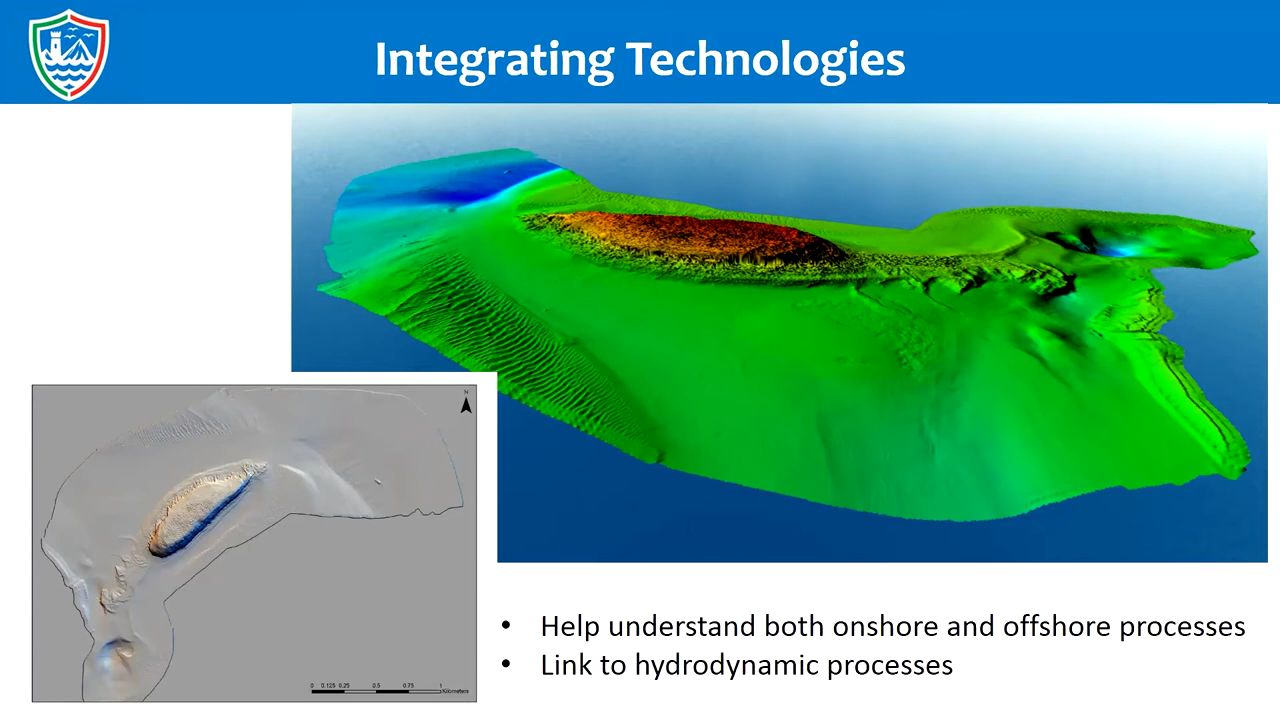 Integrating Technologies
N
0 0.125 0.25 0.5 0.75 1
Kilometers
• Help understand both onshore and offshore processes
• Link to hydrodynamic processes